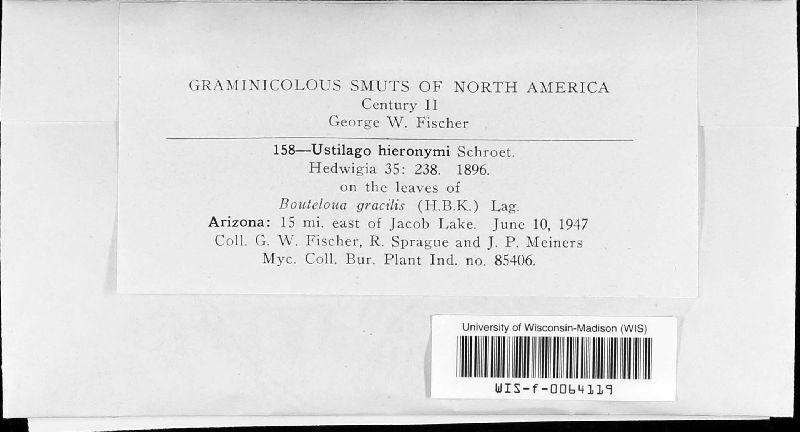 GRAMINICOLOUS SMUTS OF NORTH AMERICA
Century II
George W. Fischer
158—Ustilago hieronymi Schroet.
Hedwigia 35: 238. 1896.
on the leaves of
Bouteloua gracilis (H.B.K.) Lag.
Arizona: 15 mi. east of Jacob Lake. June 10, 1947
Coll. G. W. Fischer, R. Sprague and J. P. Meiners
Myc. Coll. Bur. Plant Ind. no. 85406.
University of Wisconsin-Madison (WIS)
WIS-f-0064119